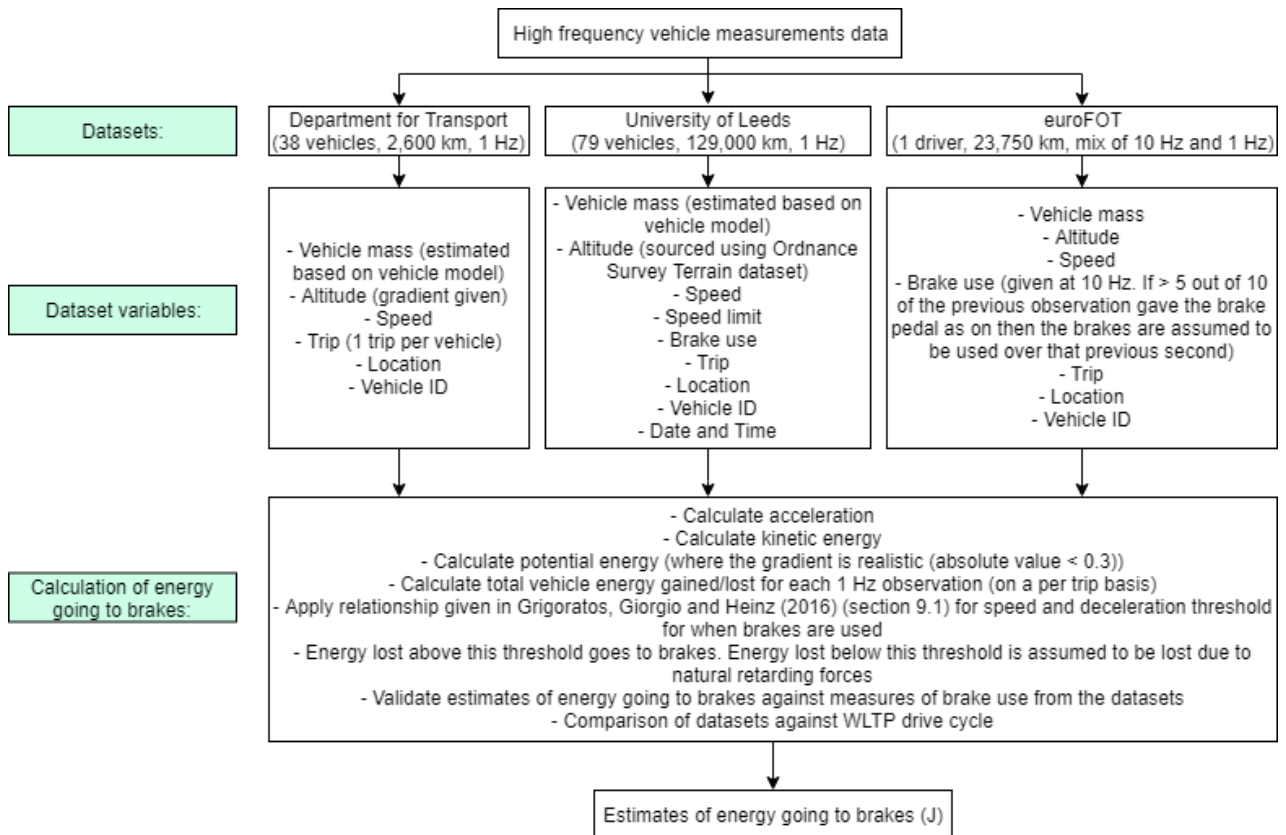 High frequency vehicle measurements data
Datasets:
Department for Transport
(38 vehicles, 2,600 km, 1 Hz)
University of Leeds
(79 vehicles, 129,000 km, 1 Hz)
euroFOT
(1 driver, 23,750 km, mix of 10 Hz and 1 Hz)
Dataset variables:
- Vehicle mass (estimated
based on vehicle model)
- Altitude (gradient given)
- Speed
- Trip (1 trip per vehicle)
- Location
- Vehicle ID
- Vehicle mass (estimated based on
vehicle model)
- Altitude (sourced using Ordnance
Survey Terrain dataset)
- Speed
- Speed limit
- Brake use
- Trip
- Location
- Vehicle ID
- Date and Time
- Vehicle mass
- Altitude
- Speed
- Brake use (given at 10 Hz. If > 5 out of 10
of the previous observation gave the brake
pedal as on then the brakes are assumed to
be used over that previous second)
- Trip
- Location
- Vehicle ID
Calculation of energy
going to brakes:
- Calculate acceleration
- Calculate kinetic energy
- Calculate potential energy (where the gradient is realistic (absolute value < 0.3))
- Calculate total vehicle energy gained/lost for each 1 Hz observation (on a per trip basis)
- Apply relationship given in Grigoratos, Giorgio and Heinz (2016) (section 9.1) for speed and deceleration threshold
for when brakes are used
- Energy lost above this threshold goes to brakes. Energy lost below this threshold is assumed to be lost due to
natural retarding forces
- Validate estimates of energy going to brakes against measures of brake use from the datasets
- Comparison of datasets against WLTP drive cycle
Estimates of energy going to brakes (J)